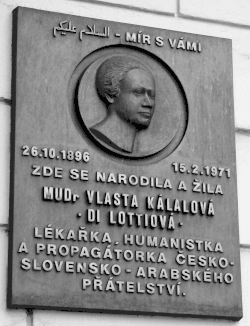 السلام عليكم - MÍR S VÁMI
26.10.1896
15.2.1971
ZDE SE NARODILA A ŽILA
MUDr VLASTA KÁLALOVÁ
· DI LOTTIOVÁ ·
LÉKAŘKA, HUMANISTKA
A PROPAGÁTORKA ČESKO-
SLOVENSKO - ARABSKÉHO
PŘÁTELSTVÍ.